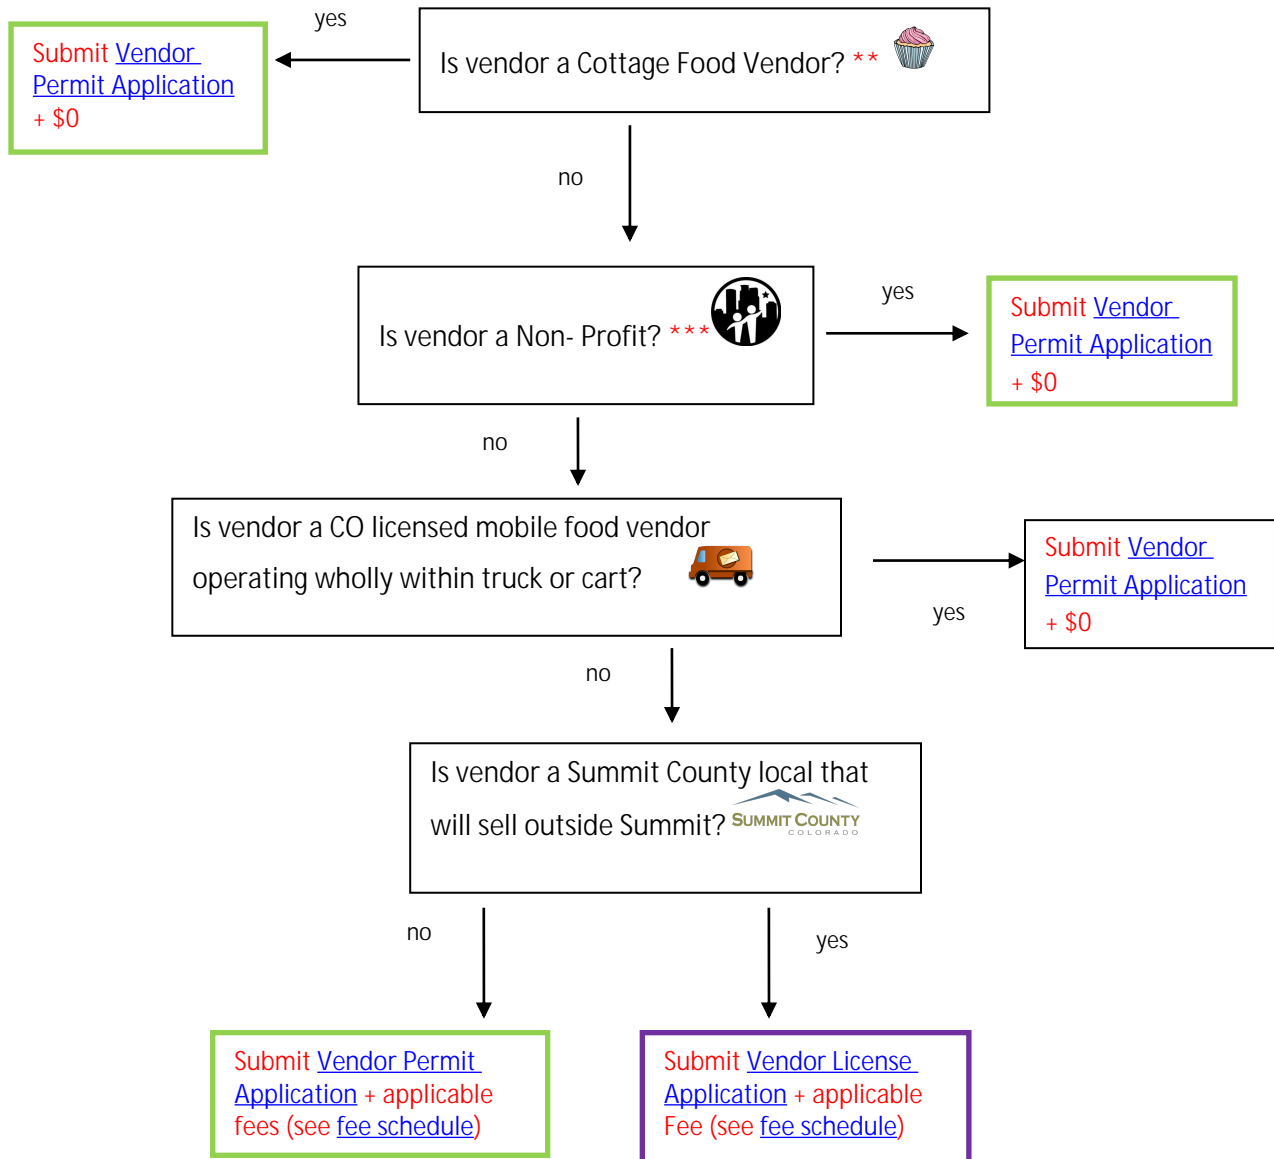 yes
Submit Vendor
Permit Application
+ $0
Is vendor a Cottage Food Vendor? **
no
Is vendor a Non- Profit? ***
yes
Submit Vendor
Permit Application
+ $0
no
Is vendor a CO licensed mobile food vendor
operating wholly within truck or cart?
yes
Submit Vendor
Permit Application
+ $0
no
Is vendor a Summit County local that
will sell outside Summit?
SUMMIT COUNTY
COLORADO
no
yes
Submit Vendor Permit
Application + applicable
fees (see fee schedule)
Submit Vendor License
Application + applicable
Fee (see fee schedule)